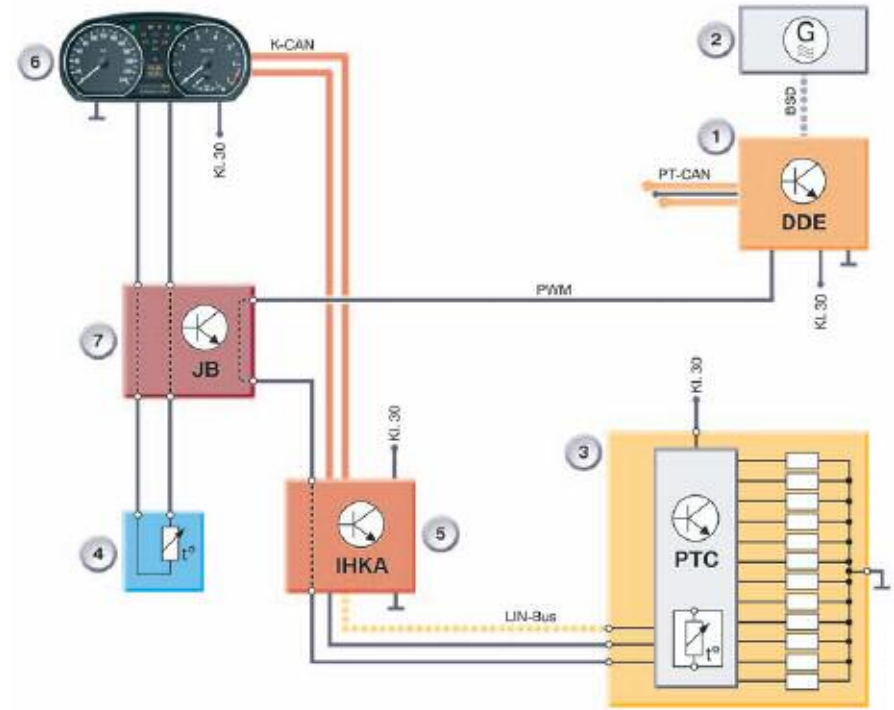 6
K-CAN
2
G
BSD
Kl. 30
1
PT-CAN
DDE
PWM
Kl. 30
7
JB
Kl. 30
Kl. 30
3
4
t°
IHKA
5
PTC
LIN-Bus
t°